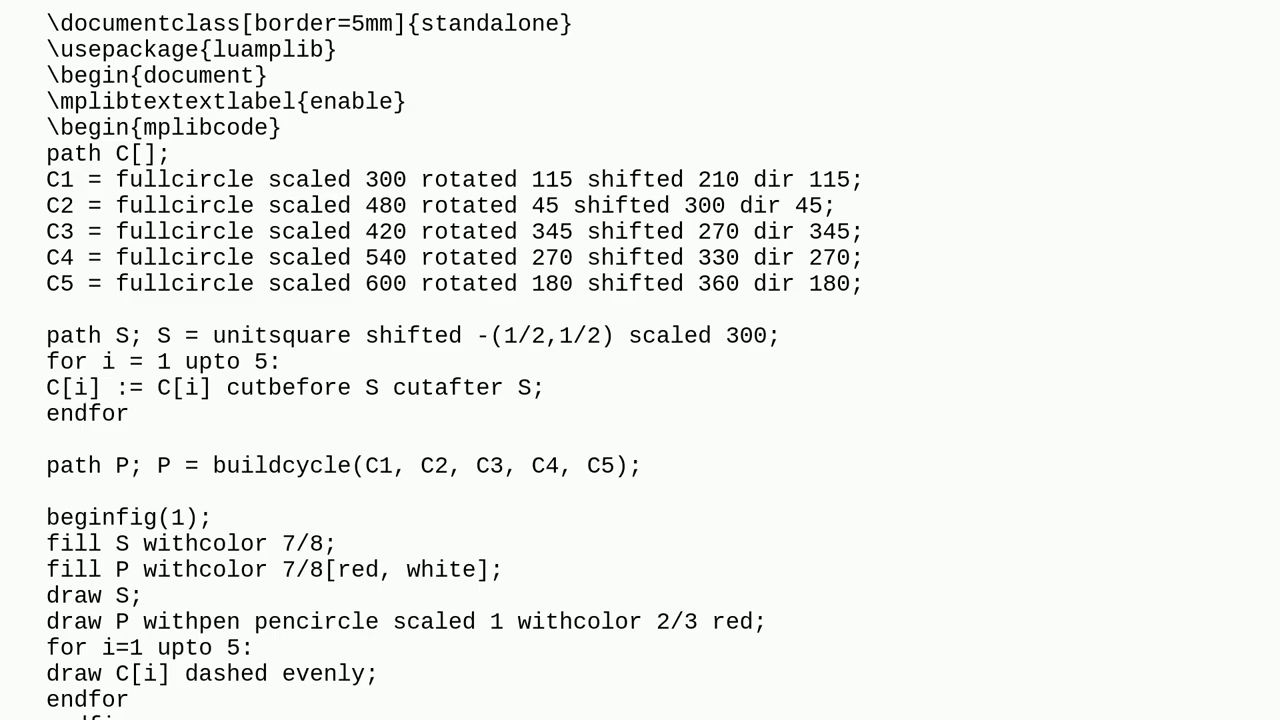 \documentclass[border=5mm]{standalone}
\usepackage{luamplib}
\begin{document}
\mplibtextextlabel{enable}
\begin{mplibcode}
path C[];
C1 = fullcircle scaled 300 rotated 115 shifted 210 dir 115;
C2 = fullcircle scaled 480 rotated 45 shifted 300 dir 45;
C3 = fullcircle scaled 420 rotated 345 shifted 270 dir 345;
C4 = fullcircle scaled 540 rotated 270 shifted 330 dir 270;
C5 = fullcircle scaled 600 rotated 180 shifted 360 dir 180;
path S; S = unitsquare shifted -(1/2,1/2) scaled 300;
for i = 1 upto 5:
C[i] := C[i] cutbefore S cutafter S;
endfor
path P; P = buildcycle(C1, C2, C3, C4, C5);
beginfig(1);
fill S withcolor 7/8;
fill P withcolor 7/8[red, white];
draw S;
draw P withpen pencircle scaled 1 withcolor 2/3 red;
for i=1 upto 5:
draw C[i] dashed evenly;
endfor